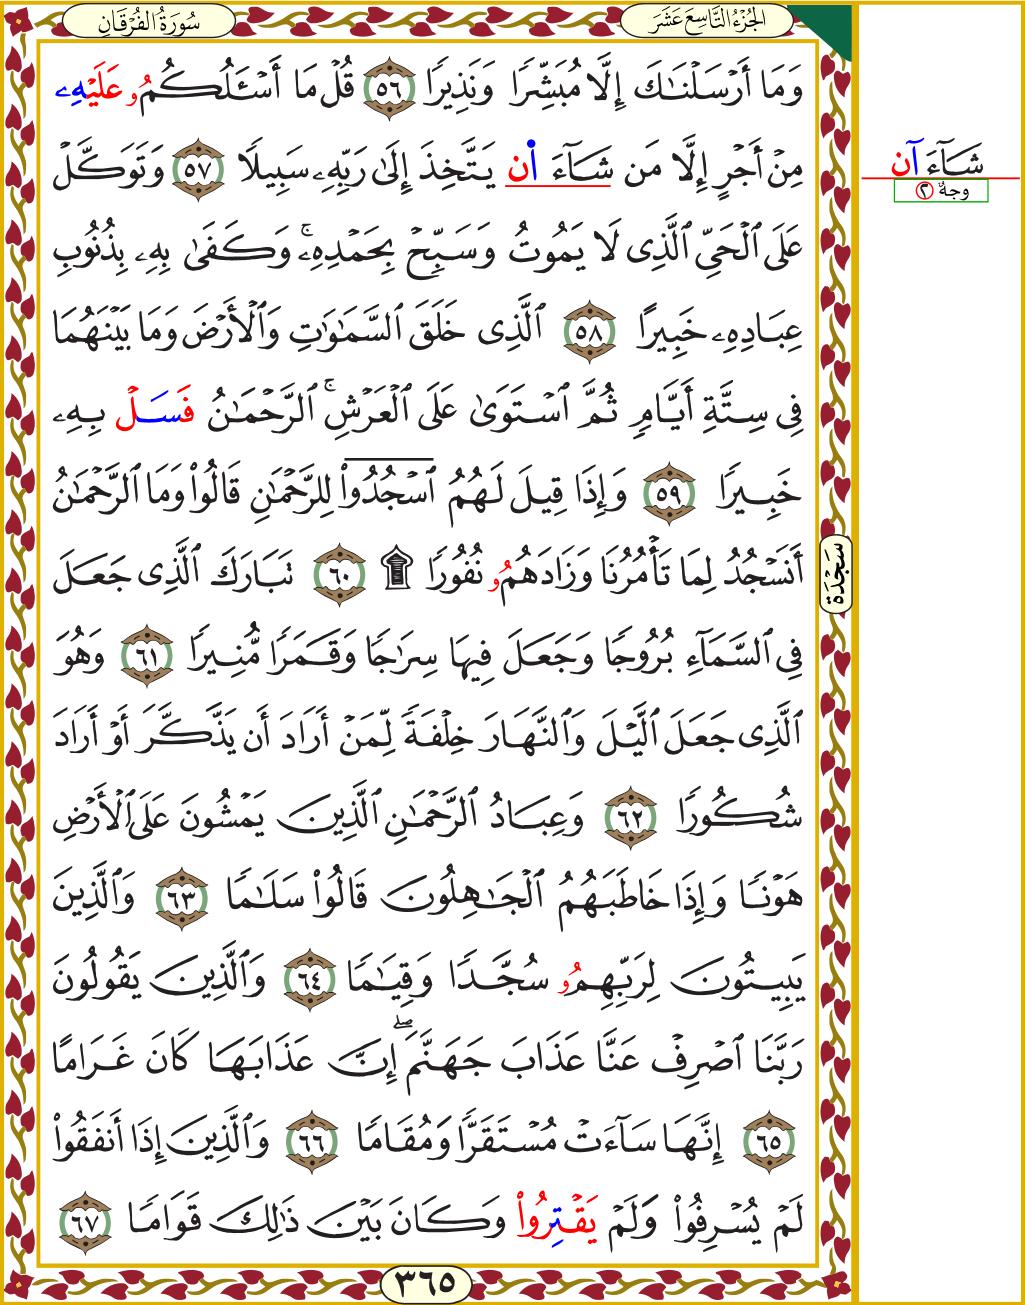 سُورَةُ الفُرْقَانِ
الجُزْءُ التَّاسِعَ عَشَرَ
وَمَا أَرْسَلْنَٰكَ إِلَّا مُبَشِّرًا وَنَذِيرًا ٥٦ قُلْ مَا أَسْـَٔلُكُمُۥ عَلَيْهِۦ
مِنْ أَجْرٍ إِلَّا مَن شَآءَ اَ۬ن يَتَّخِذَ إِلَىٰ رَبِّهِۦ سَبِيلًا ٥٧ وَتَوَكَّلْ
عَلَى ٱلْحَىِّ ٱلَّذِى لَا يَمُوتُ وَسَبِّحْ بِحَمْدِهِۦۚ وَكَفَىٰ بِهِۦ بِذُنُوبِ
عِبَادِهِۦ خَبِيرًا ٥٨ ٱلَّذِى خَلَقَ ٱلسَّمَٰوَٰتِ وَٱلْأَرْضَ وَمَا بَيْنَهُمَا
فِى سِتَّةِ أَيَّامٍ ثُمَّ ٱسْتَوَىٰ عَلَى ٱلْعَرْشِۚ ٱلرَّحْمَٰنُ فَسَلْ بِهِۦ
خَبِيرًا ٥٩ وَإِذَا قِيلَ لَهُمُ ٱسْجُدُوا۟ لِلرَّحْمَٰنِ قَالُوا۟ وَمَا ٱلرَّحْمَٰنُ
أَنَسْجُدُ لِمَا تَأْمُرُنَا وَزَادَهُمُۥ نُفُورًا ۩ ٦٠ تَبَارَكَ ٱلَّذِى جَعَلَ
فِى ٱلسَّمَآءِ بُرُوجًا وَجَعَلَ فِيهَا سِرَٰجًا وَقَمَرًا مُّنِيرًا ٦١ وَهُوَ
ٱلَّذِى جَعَلَ ٱلَّيْلَ وَٱلنَّهَارَ خِلْفَةً لِّمَنْ أَرَادَ أَن يَذَّكَّرَ أَوْ أَرَادَ
شُكُورًا ٦٢ وَعِبَادُ ٱلرَّحْمَٰنِ ٱلَّذِينَ يَمْشُونَ عَلَى ٱلْأَرْضِ
هَوْنًا وَإِذَا خَاطَبَهُمُ ٱلْجَٰهِلُونَ قَالُوا۟ سَلَٰمًا ٦٣ وَٱلَّذِينَ
يَبِيتُونَ لِرَبِّهِمُۥ سُجَّدًا وَقِيَٰمًا ٦٤ وَٱلَّذِينَ يَقُولُونَ
رَبَّنَا ٱصْرِفْ عَنَّا عَذَابَ جَهَنَّمَۖ إِنَّ عَذَابَهَا كَانَ غَرَامًا
٦٥ إِنَّهَا سَآءَتْ مُسْتَقَرًّا وَمُقَامًا ٦٦ وَٱلَّذِينَ إِذَا أَنفَقُوا۟
لَمْ يُسْرِفُوا۟ وَلَمْ يَقْتِرُوا۟ وَكَانَ بَيْنَ ذَٰلِكَ قَوَامًا ٦٧
٣٦٥
شَآءَ آن
وجهٌ ٢
سَجْدَة